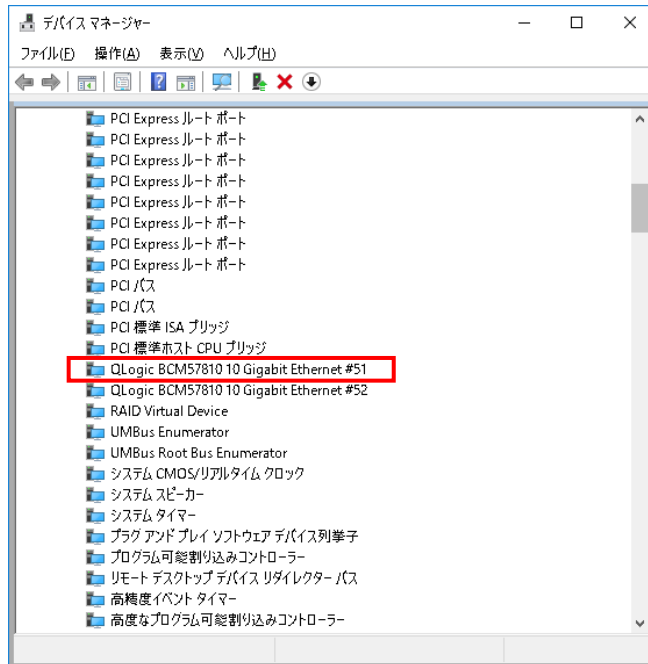 デバイス マネージャー
ファイル(F) 操作(A) 表示(V) ヘルプ(H)
PCI Express ルート ポート
PCI Express ルート ポート
PCI Express ルート ポート
PCI Express ルート ポート
PCI Express ルート ポート
PCI Express ルート ポート
PCI Express ルート ポート
PCI Express ルート ポート
PCI バス
PCI バス
PCI 標準 ISA ブリッジ
PCI 標準ホスト CPU ブリッジ
QLogic BCM57810 10 Gigabit Ethernet #51
QLogic BCM57810 10 Gigabit Ethernet #52
RAID Virtual Device
UMBus Enumerator
UMBus Root Bus Enumerator
システム CMOS/リアルタイム クロック
システム スピーカー
システム タイマー
プラグ アンド プレイ ソフトウェア デバイス列挙子
プログラム可能割り込みコントローラー
リモート デスクトップ デバイス リダイレクター バス
高精度イベント タイマー
高度なプログラム可能割り込みコントローラー